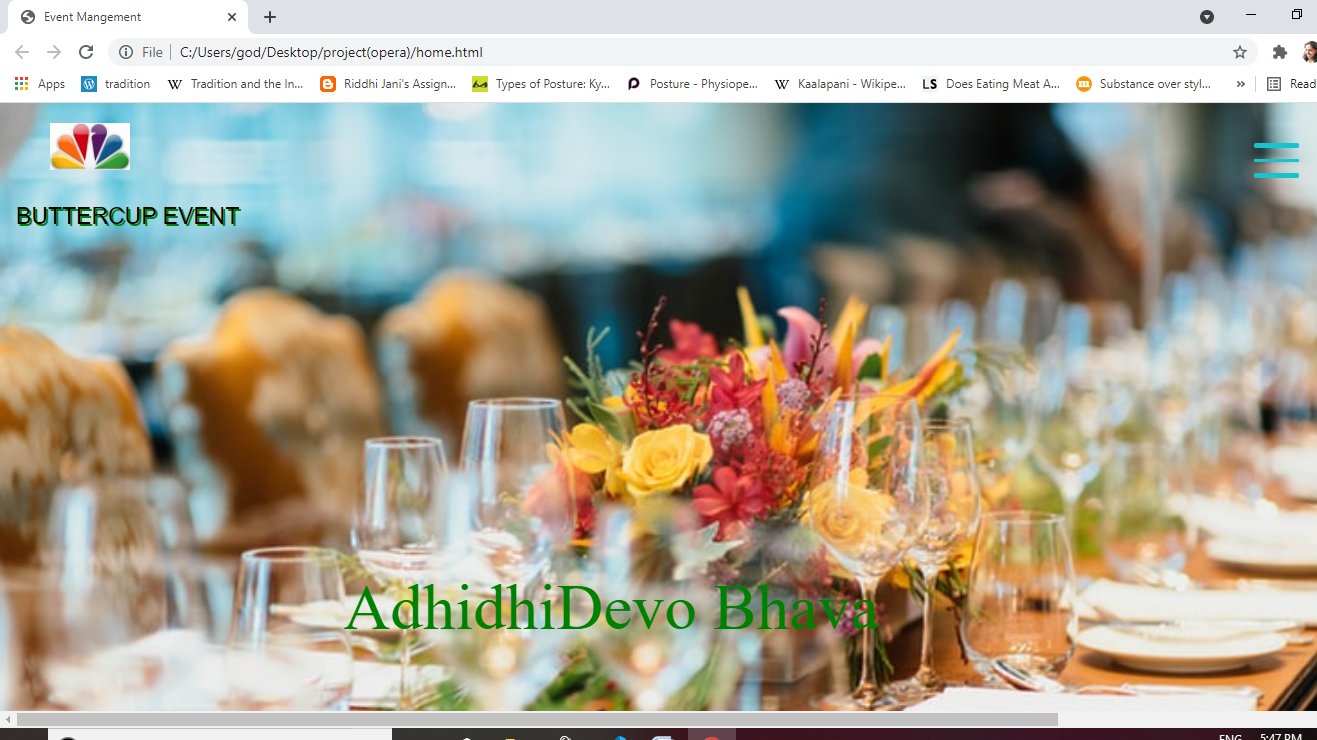 Event Mangement
File
C:/Users/god/Desktop/project(opera)/home.html
Apps
tradition
Tradition and the In...
Riddhi Jani's Assign...
Types of Posture: Ky...
Posture - Physiope...
Kaalapani - Wikipe...
LS Does Eating Meat A...
Substance over styl...
Read
BUTTERCUP EVENT
AdhidhiDevo Bhava
ENG 5:47 PM